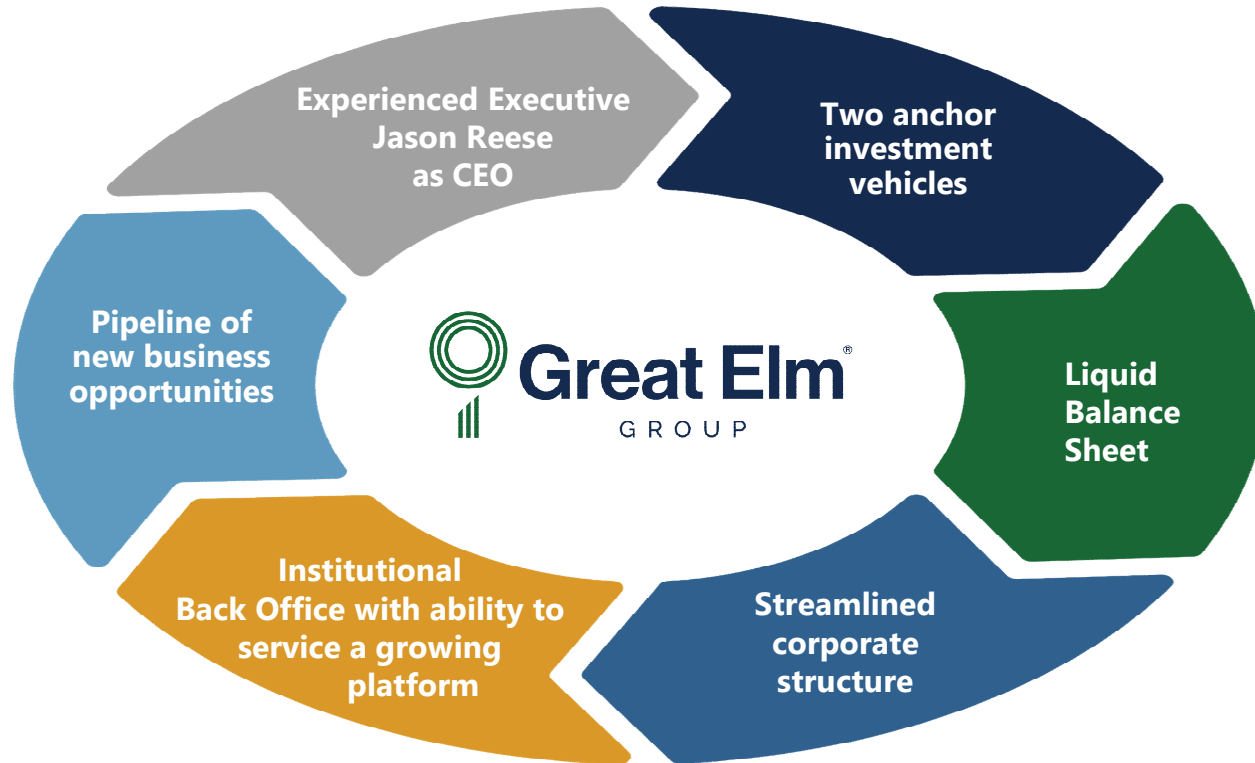 Experienced Executive
Jason Reese
as CEO
Two anchor
investment
vehicles
Pipeline of
new business
opportunities
Great Elm®
GROUP
Liquid
Balance
Sheet
Institutional
Back Office with ability to
service a growing
platform
Streamlined
corporate
structure